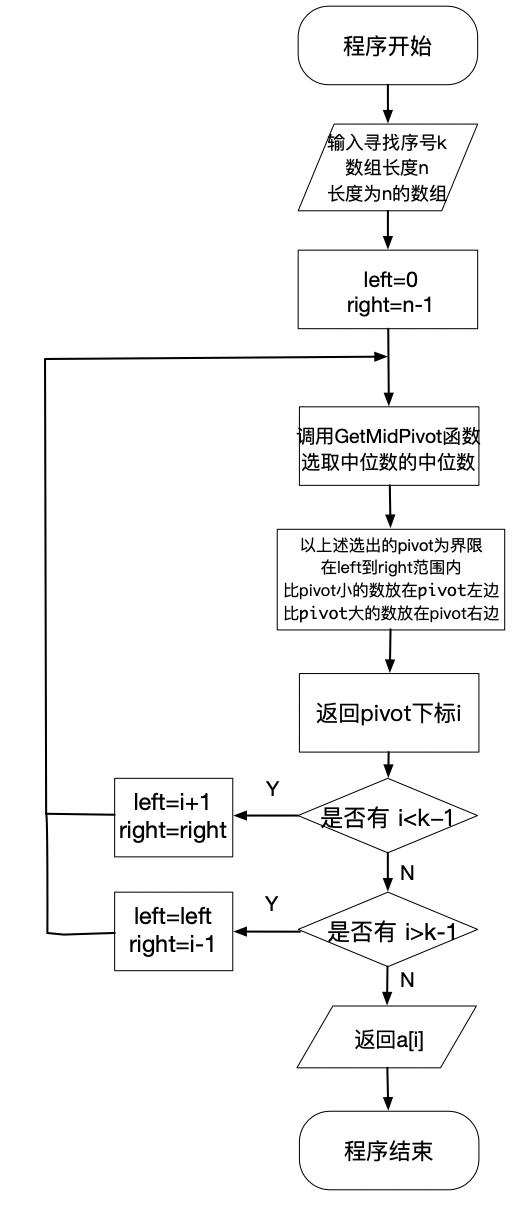 程序开始
输入寻找序号k
数组长度n
长度为n的数组
left=0
right=n-1
调用GetMidPivot函数
选取中位数的中位数
以上述选出的pivot为界限
在left到right范围内
比pivot小的数放在pivot左边
比pivot大的数放在pivot右边
返回pivot下标i
是否有 i<k−1
Y
left=i+1
right=right
N
是否有 i>k-1
Y
left=left
right=i-1
N
返回a[i]
程序结束